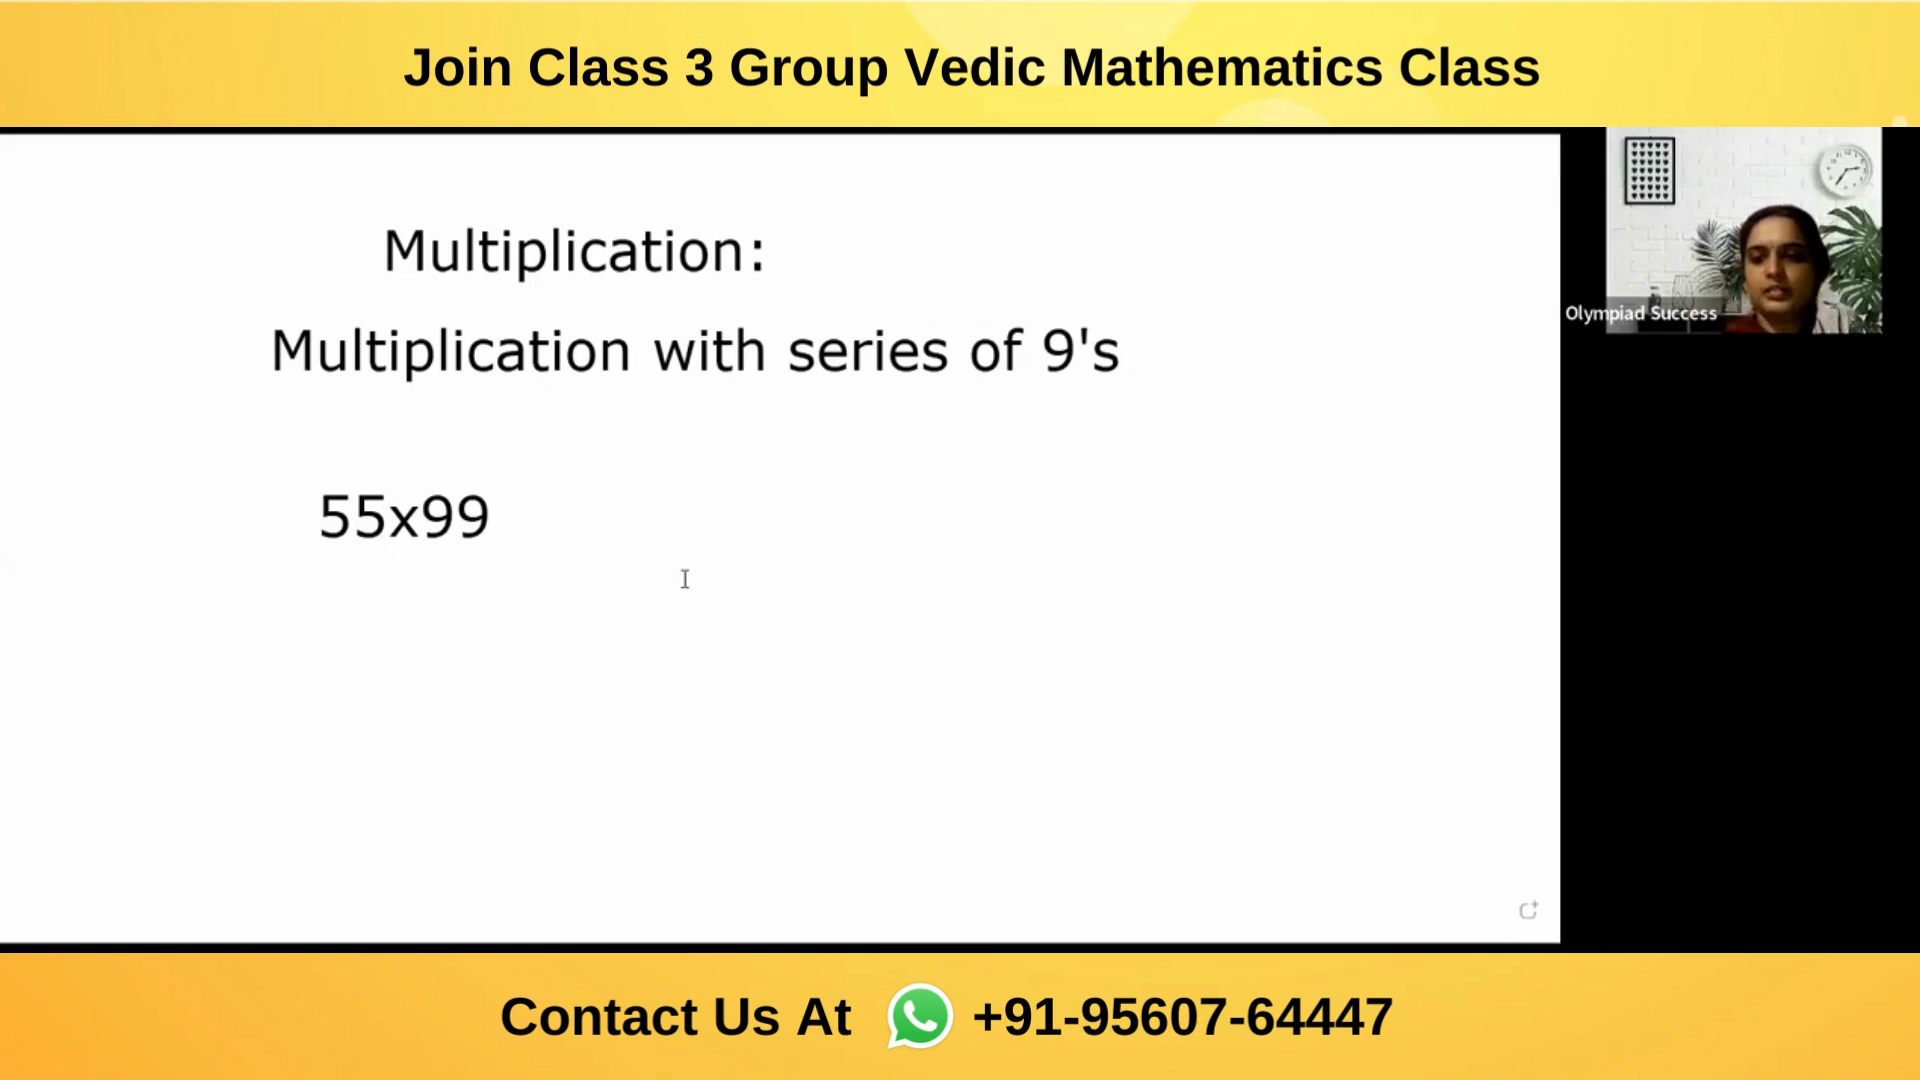 Join Class 3 Group Vedic Mathematics Class
Multiplication:
Multiplication with series of 9's
55x99
Olympiad Success
Contact Us At +91-95607-64447